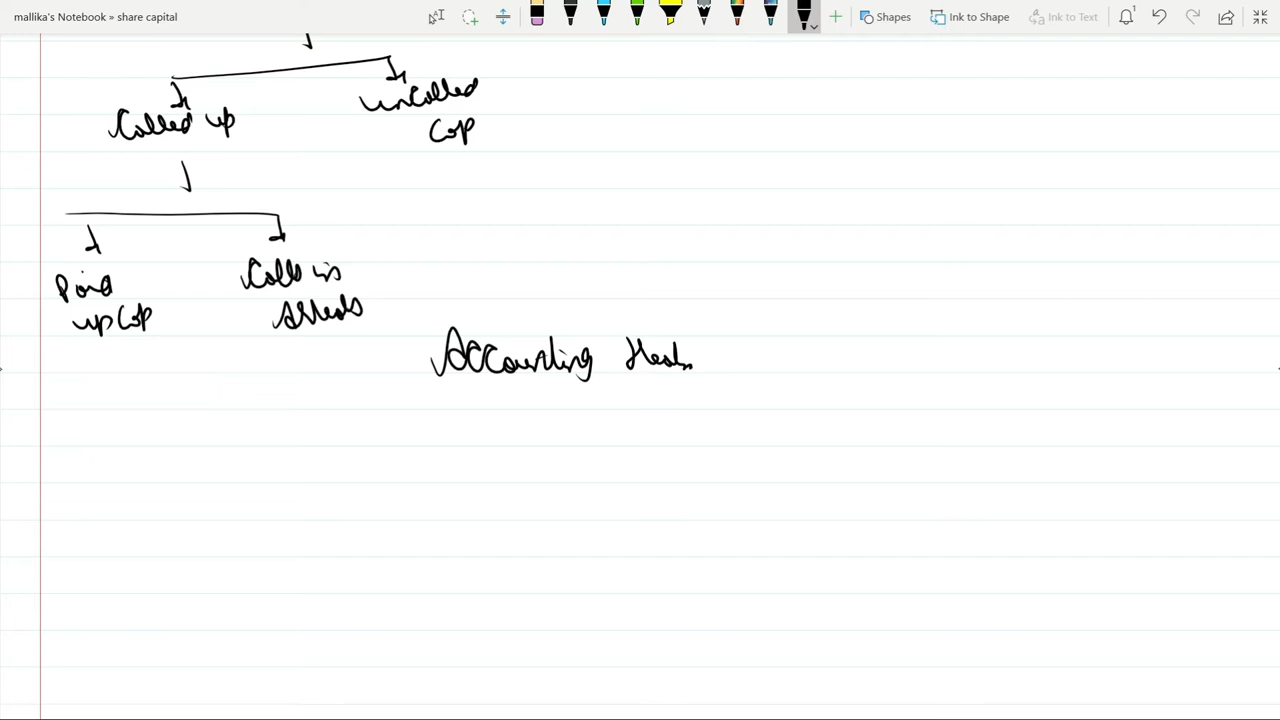 mallika's Notebook » share capital
Shapes
Ink to Shape
Ink to Text
Called up
uncalled
Cap
Paid
up Cap
Calls in
Arrears
Accounting Heads